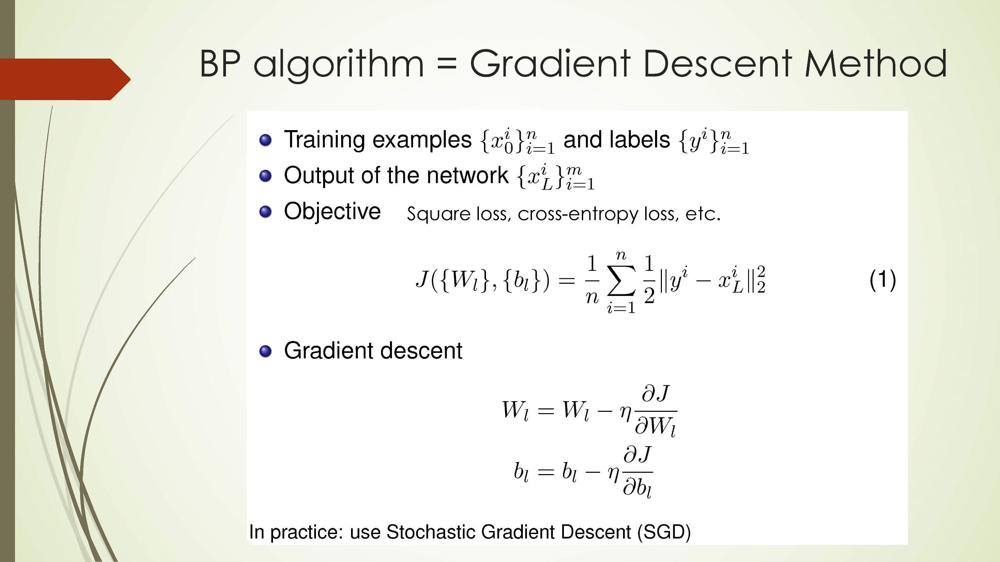 BP algorithm = Gradient Descent Method
Training examples $\{x_0^i\}_{i=1}^n$ and labels $\{y^i\}_{i=1}^n$
Output of the network $\{x_L^i\}_{i=1}^m$
Objective Square loss, cross-entropy loss, etc.
$J(\{W_l\}, \{b_l\}) = \frac{1}{n} \sum_{i=1}^n \frac{1}{2} \|y^i - x_L^i\|_2^2$ (1)
Gradient descent
$W_l = W_l - \eta \frac{\partial J}{\partial W_l}$
$b_l = b_l - \eta \frac{\partial J}{\partial b_l}$
In practice: use Stochastic Gradient Descent (SGD)